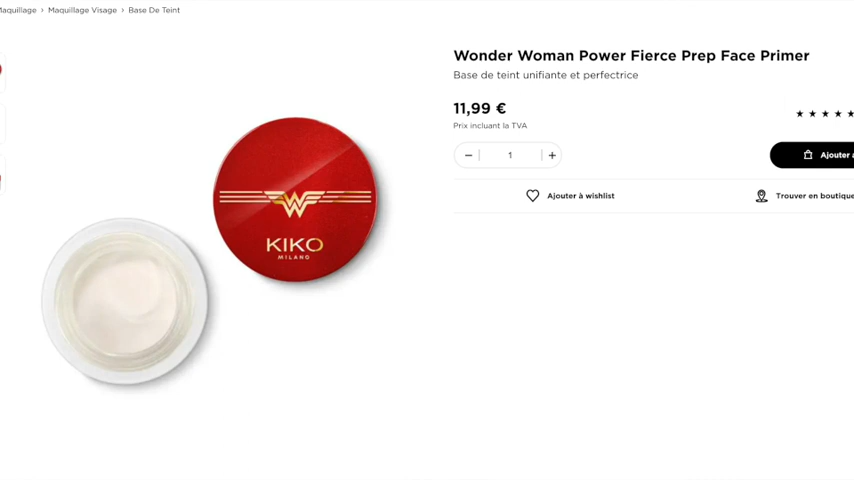 Maquillage › Maquillage Visage › Base De Teint
Wonder Woman Power Fierce Prep Face Primer
Base de teint unifiante et perfectrice
11,99 €
Prix incluant la TVA
1
Ajouter
Ajouter à wishlist
Trouver en boutique
KIKO
MILANO